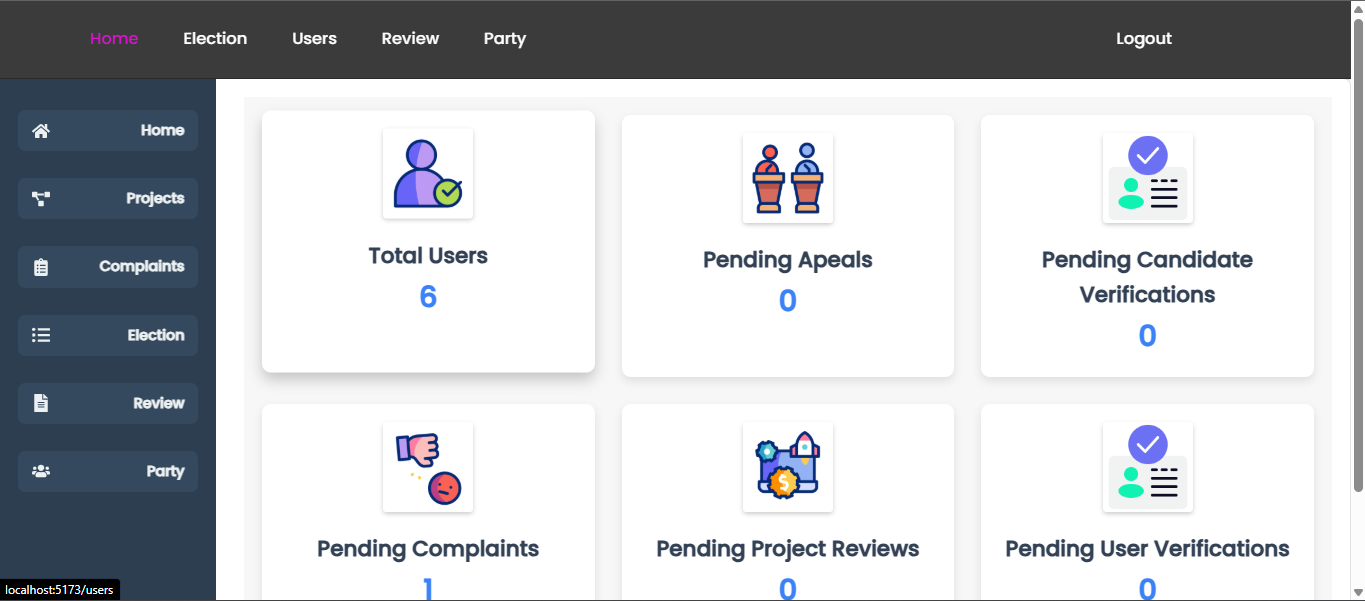 Home Election Users Review Party Logout
Home
Projects
Complaints
Election
Review
Party
Total Users
6
Pending Apeals
0
Pending Candidate
Verifications
0
Pending Complaints
1
Pending Project Reviews
0
Pending User Verifications
0
localhost:5173/users